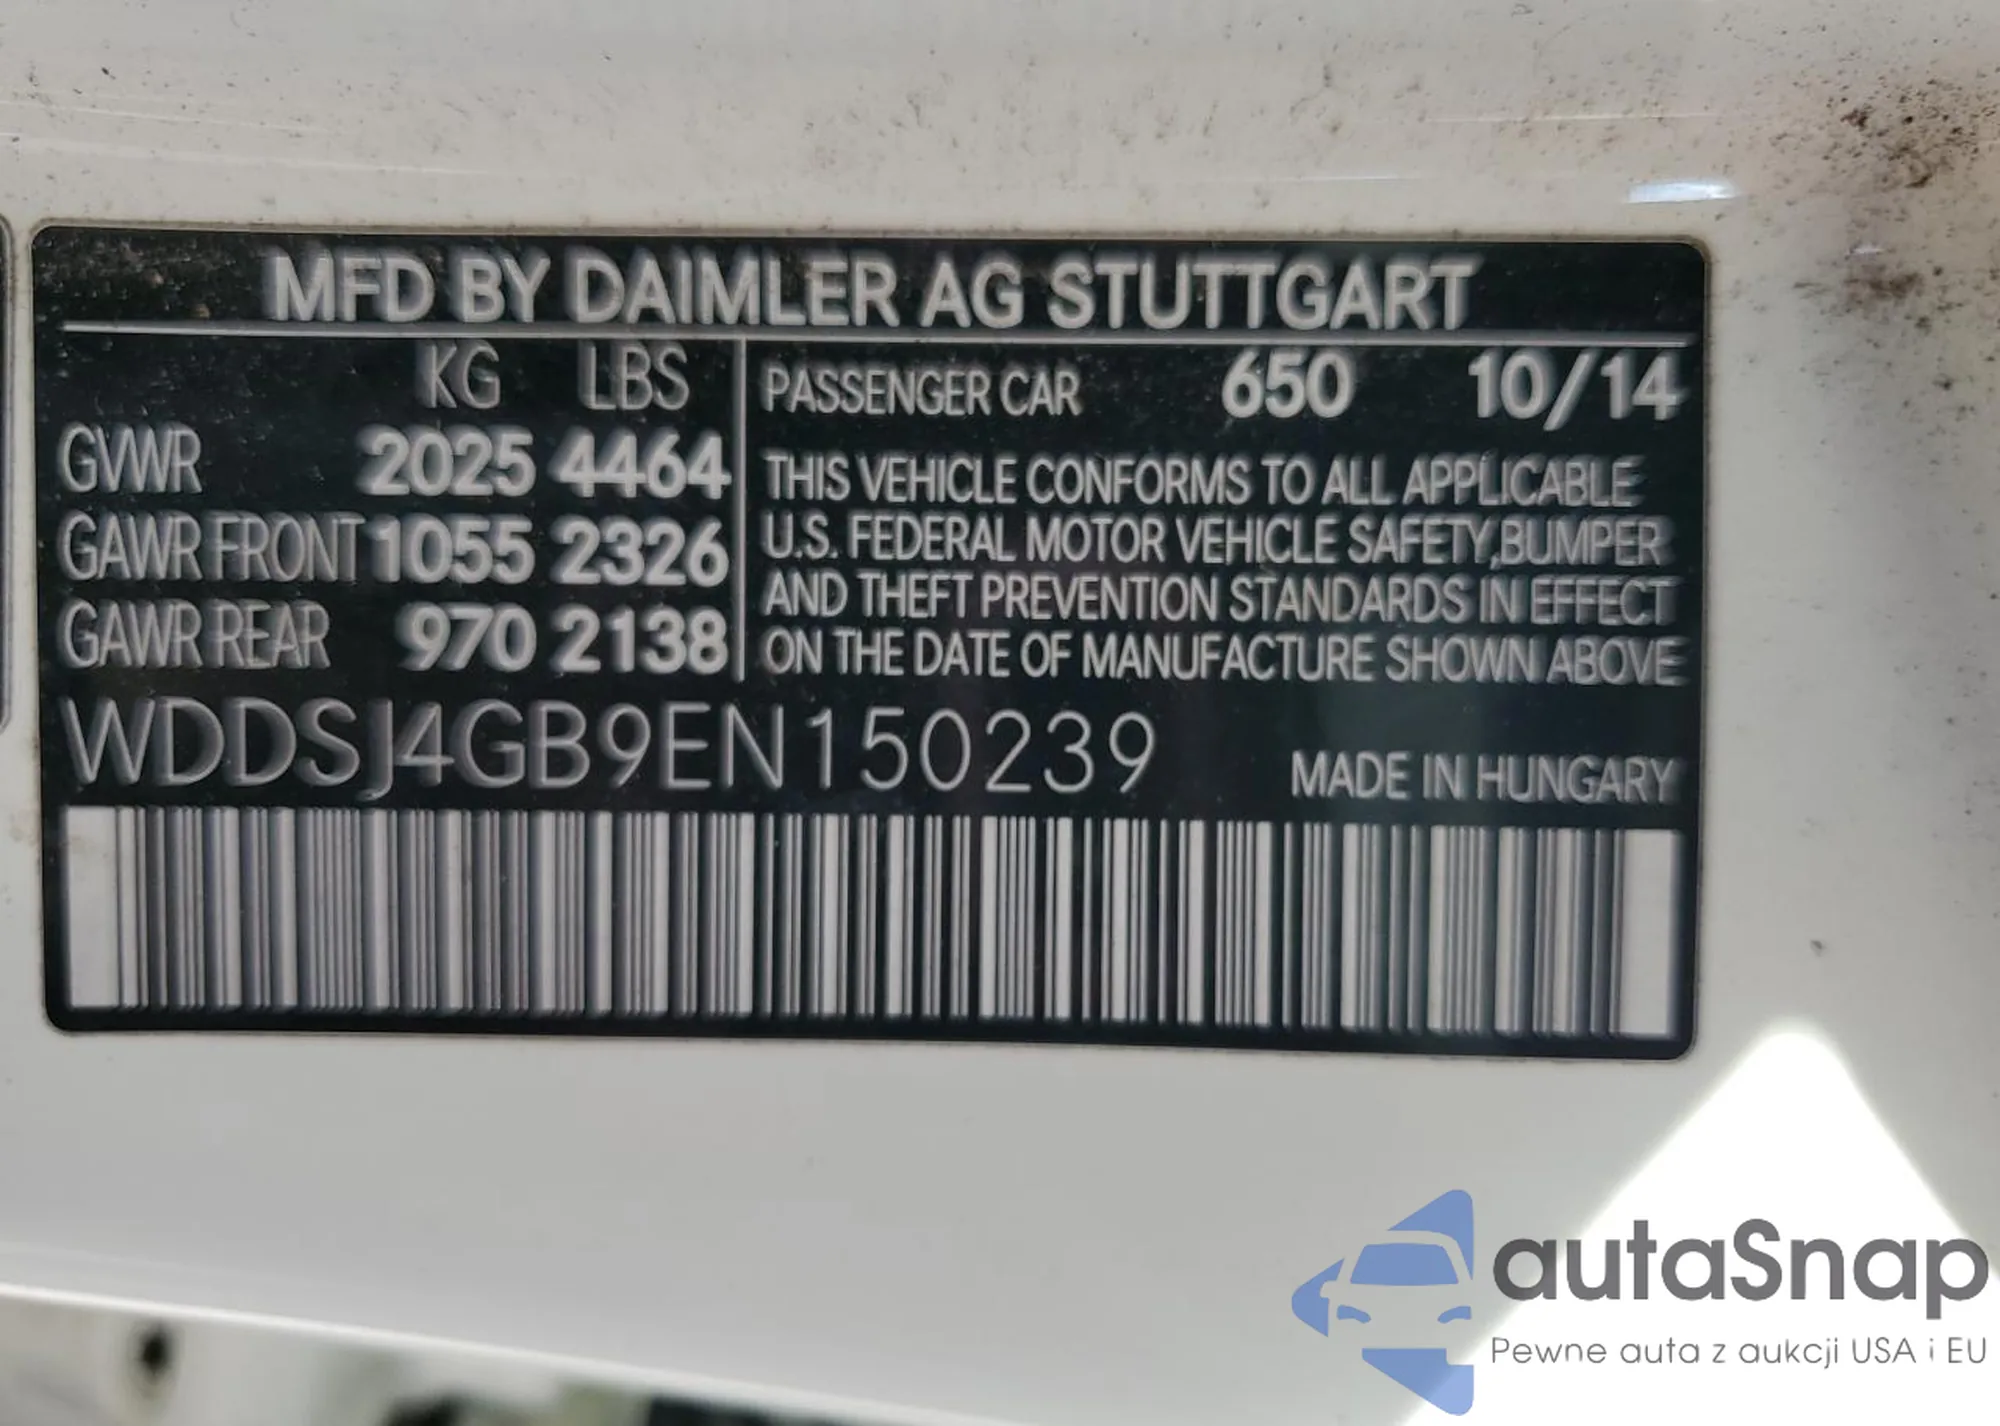 MFD BY DAIMLER AG STUTTGART
KG LBS
GVWR 2025 4464
GAWR FRONT 1055 2326
GAWR REAR 970 2138
PASSENGER CAR 650 10/14
THIS VEHICLE CONFORMS TO ALL APPLICABLE
U.S. FEDERAL MOTOR VEHICLE SAFETY,BUMPER
AND THEFT PREVENTION STANDARDS IN EFFECT
ON THE DATE OF MANUFACTURE SHOWN ABOVE
WDDSJ4GB9EN150239
MADE IN HUNGARY
autaSnap
Pewne auta z aukcji USA i EU